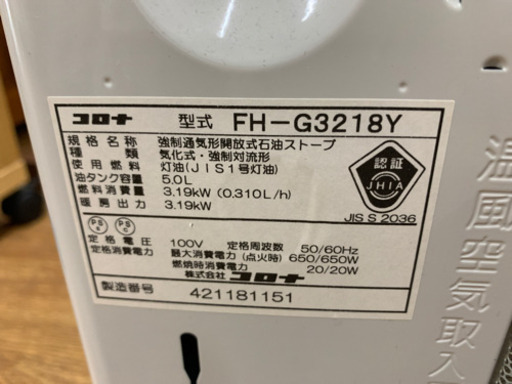 コロナ 型式 FH-G3218Y
規格名称 強制通気形開放式石油ストーブ
種類 気化式・強制対流形
使用燃料 灯油(JIS1号灯油)
油タンク容量 5.0L
燃料消費量 3.19kW (0.310L/h)
暖房出力 3.19kW
認証
JHIA
JIS S 2036
PSE PSC
定格電圧 100V 定格周波数 50/60Hz
定格消費電力 最大消費電力(点火時) 650/650W
燃焼時消費電力 20/20W
株式会社コロナ
製造番号 421181151
温風空気取入